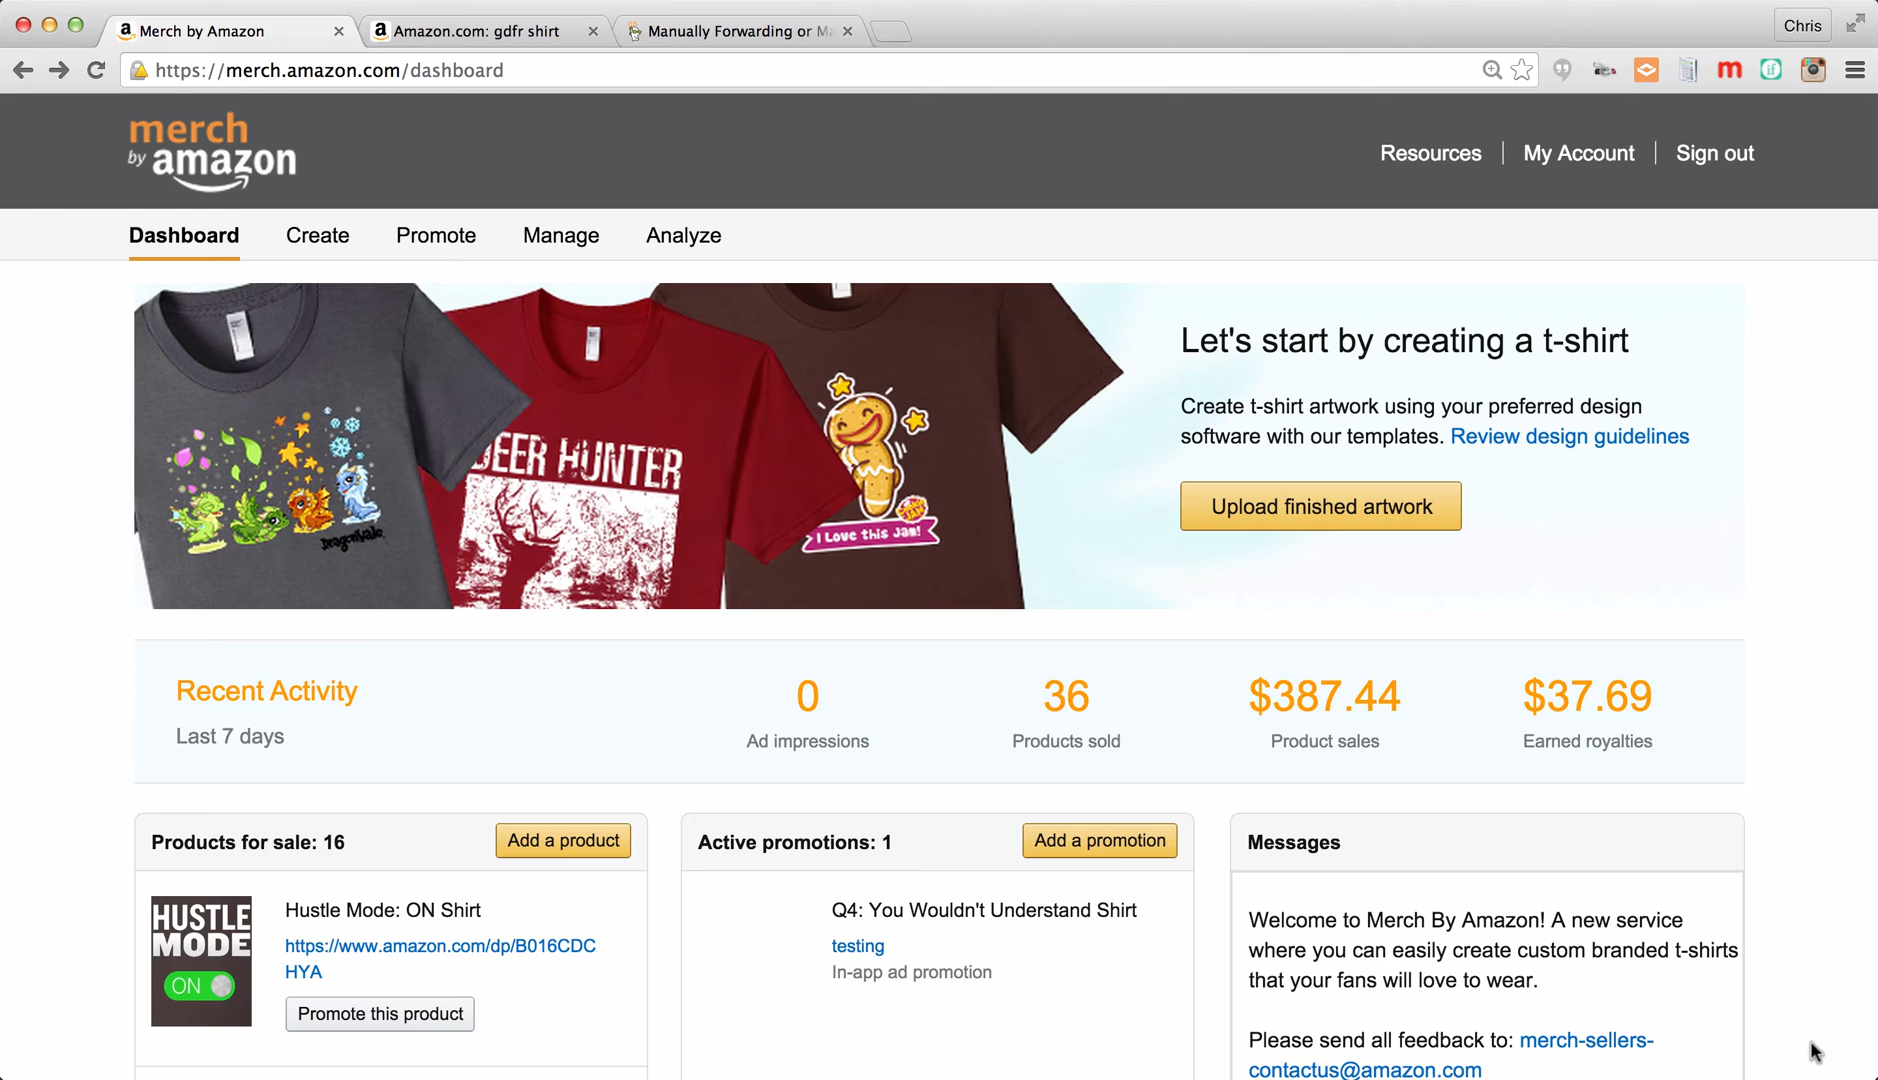 Merch by Amazon
Amazon.com: gdfr shirt
Manually Forwarding or Ma
Chris
https://merch.amazon.com/dashboard
merch
by amazon
Resources
My Account
Sign out
Dashboard
Create
Promote
Manage
Analyze
DragonVale
DEER HUNTER
I Love this Jam!
Let's start by creating a t-shirt
Create t-shirt artwork using your preferred design
software with our templates. Review design guidelines
Upload finished artwork
Recent Activity
Last 7 days
0
Ad impressions
36
Products sold
$387.44
Product sales
$37.69
Earned royalties
Products for sale: 16
Add a product
HUSTLE
MODE
ON
Hustle Mode: ON Shirt
https://www.amazon.com/dp/B016CDC
HYA
Promote this product
Active promotions: 1
Add a promotion
Q4: You Wouldn't Understand Shirt
testing
In-app ad promotion
Messages
Welcome to Merch By Amazon! A new service
where you can easily create custom branded t-shirts
that your fans will love to wear.
Please send all feedback to: merch-sellers-
contactus@amazon.com